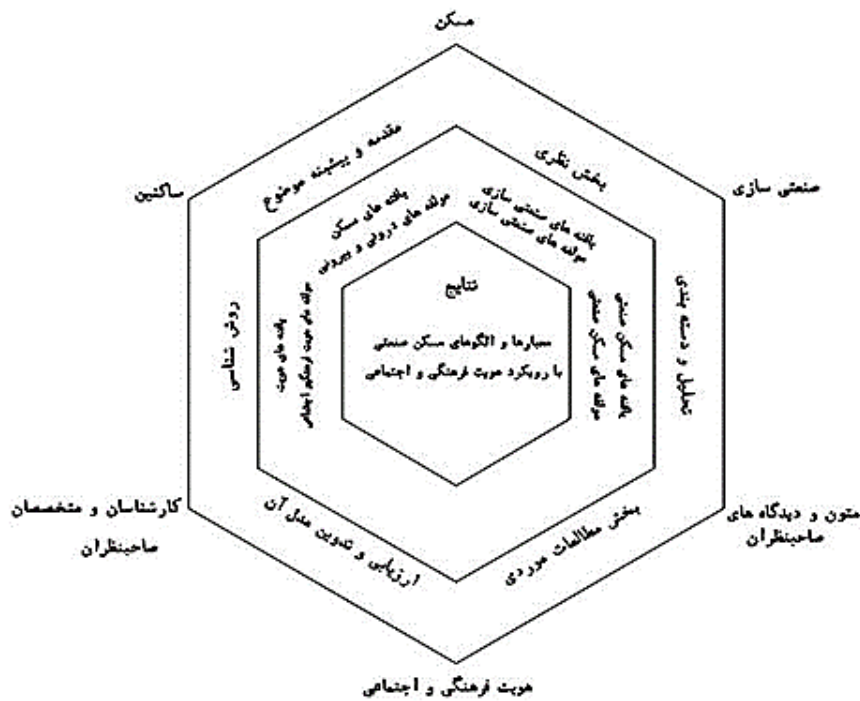 مسکن
صنعتی سازی
ساکنین
مقدمه و پیشینه موضوع
بخش نظری
یافته های صنعتی سازی
مولفه های صنعتی سازی
یافته های مسکن
مولفه های درونی و بیرونی
تحلیل و دسته بندی
یافته های مسکن صنعتی
مولفه های مسکن صنعتی
نتایج
معیارها و الگوهای مسکن صنعتی
با رویکرد هویت فرهنگی و اجتماعی
مولفه های هویت فرهنگی و اجتماعی
یافته های هویت
روش شناسی
متون و دیدگاه های
صاحبنظران
کارشناسان و متخصصان
صاحبنظران
بخش مطالعات موردی
ارزیابی و تدوین مدل آن
هویت فرهنگی و اجتماعی